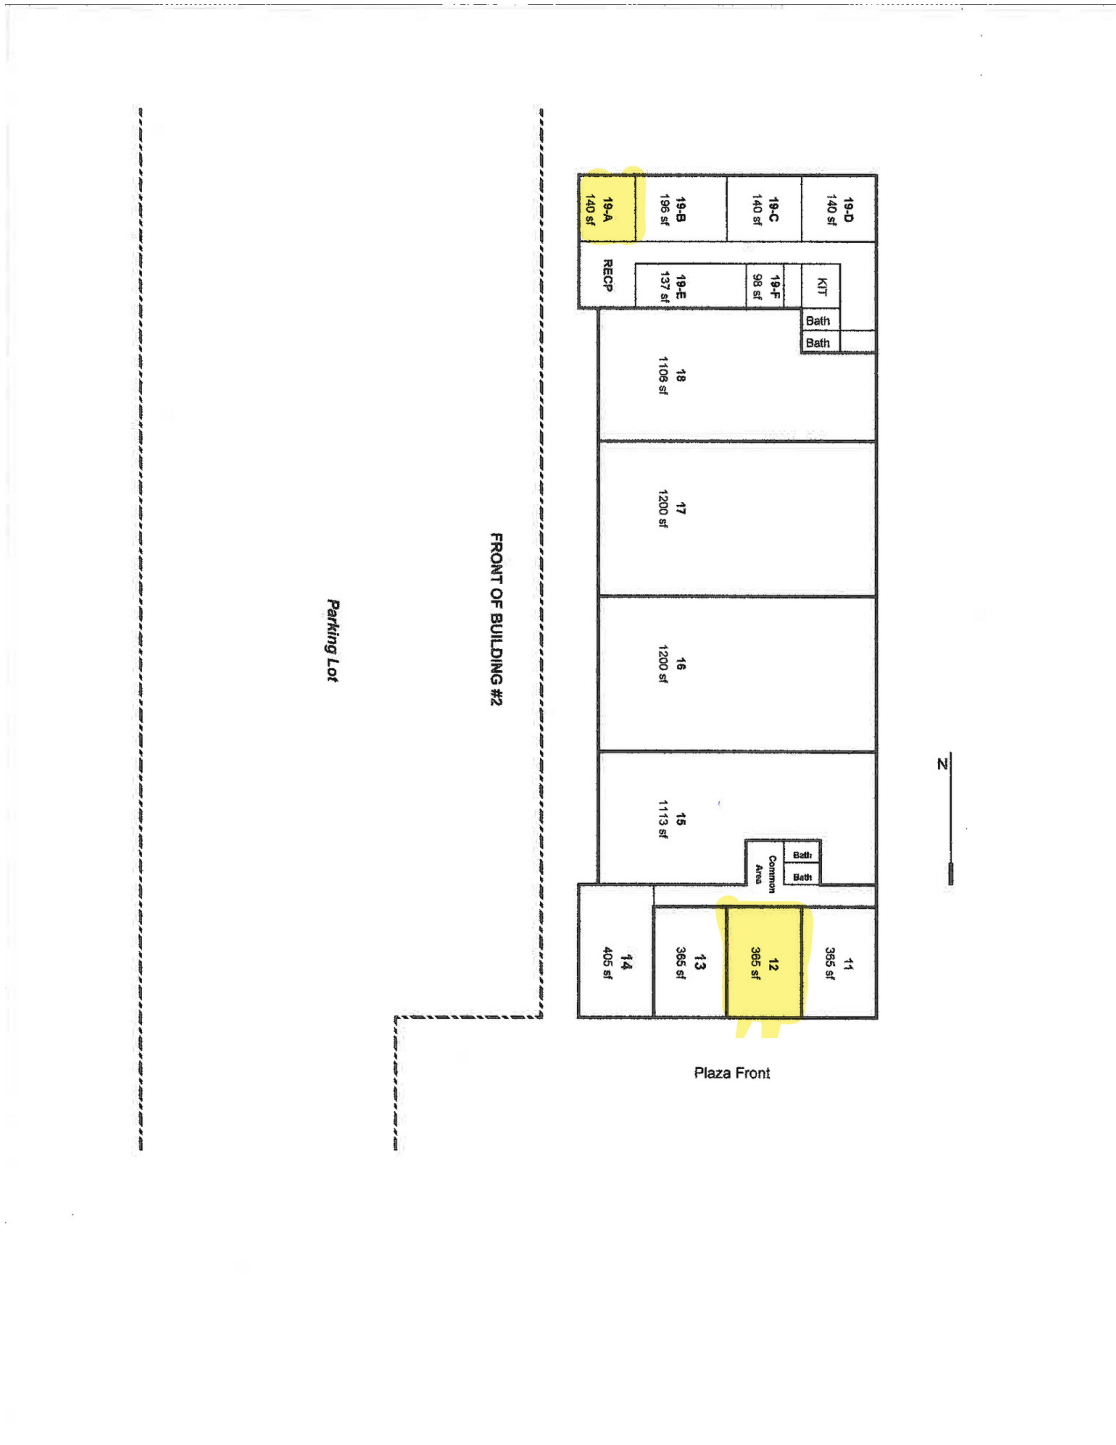 19-A
140 sf
19-B
196 sf
19-C
140 sf
19-D
140 sf
RECP
19-E
137 sf
19-F
98 sf
KIT
Bath
Bath
18
1106 sf
17
1200 sf
16
1200 sf
15
1113 sf
Bath
Bath
Common
Area
14
405 sf
13
365 sf
12
365 sf
11
365 sf
Plaza Front
FRONT OF BUILDING #2
Parking Lot
N